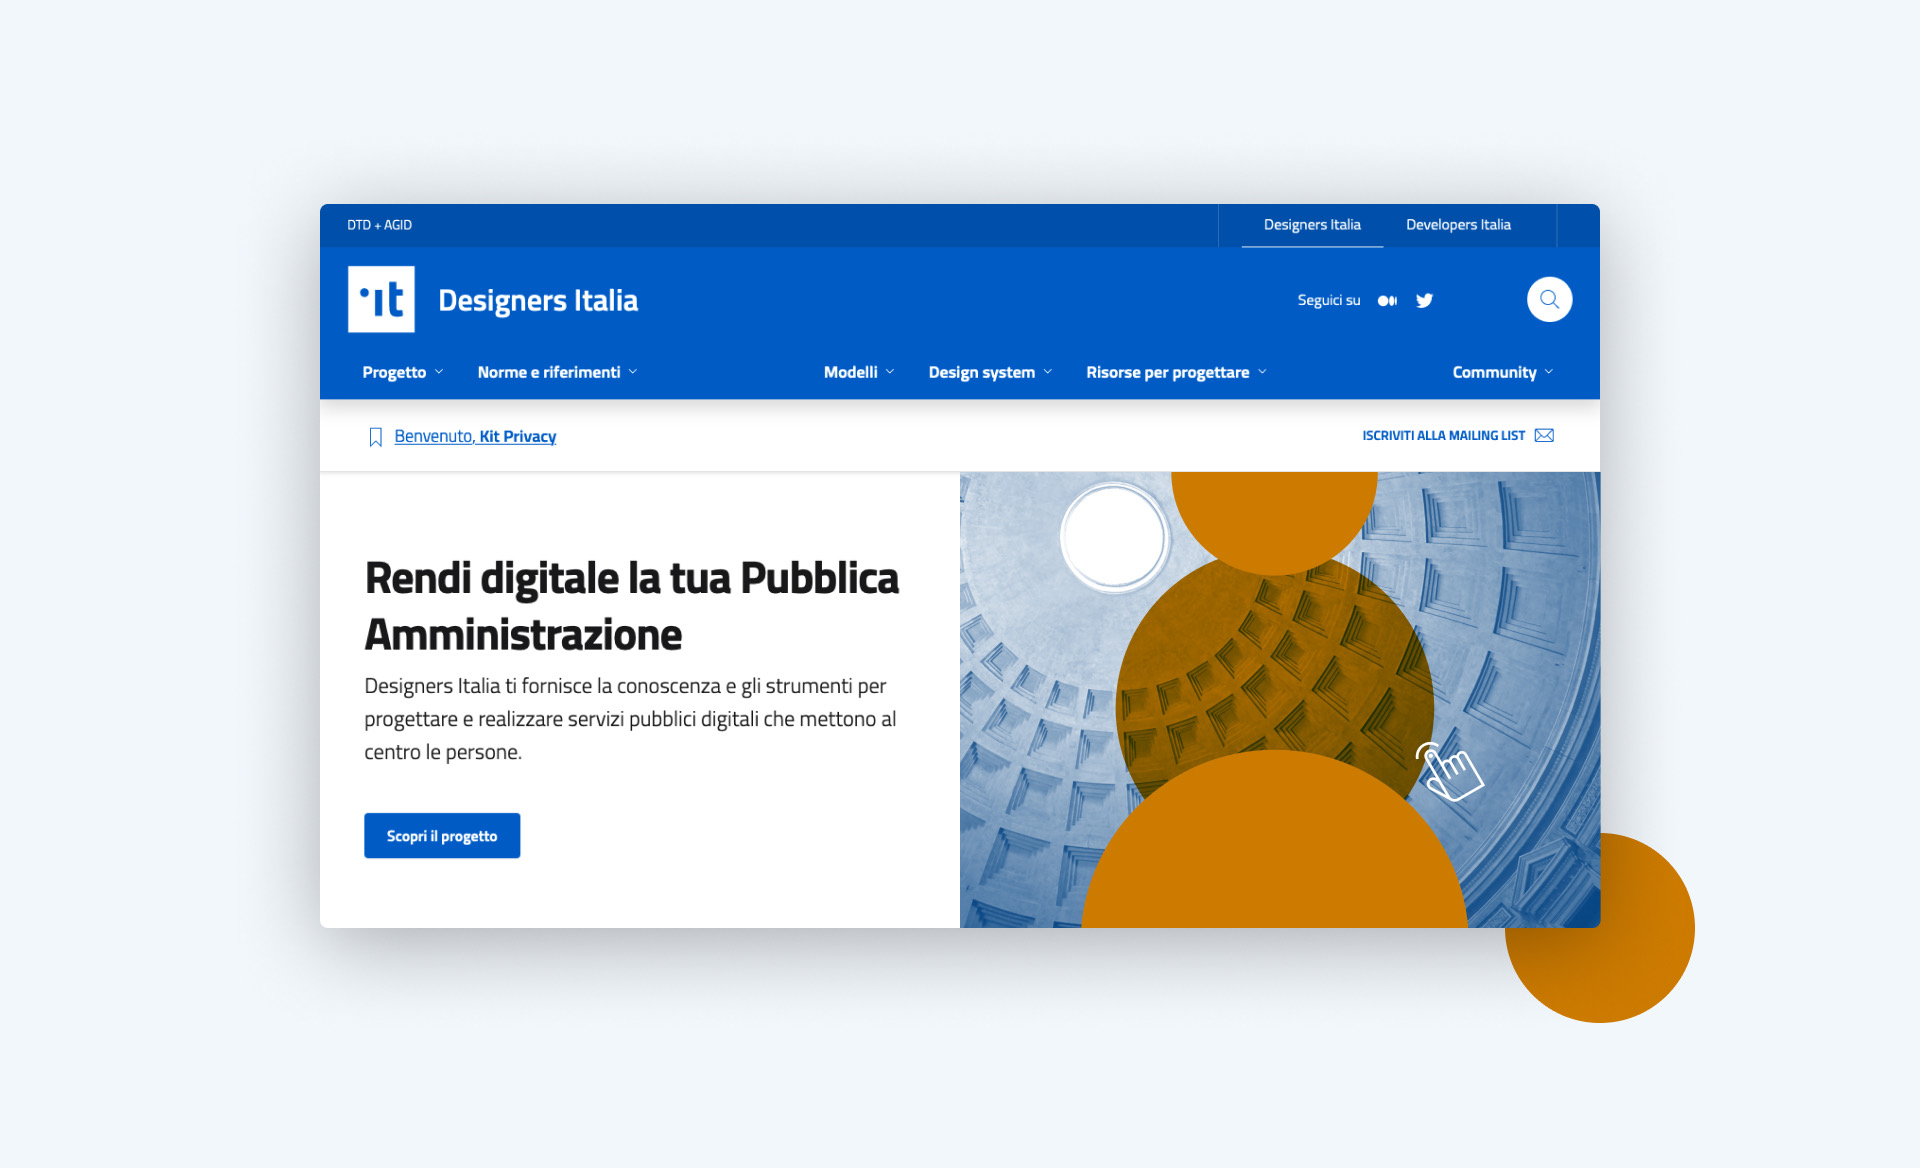 DTD + AGID
Designers Italia
Developers Italia
it
Designers Italia
Seguici su
Progetto
Norme e riferimenti
Modelli
Design system
Risorse per progettare
Community
Benvenuto, Kit Privacy
ISCRIVITI ALLA MAILING LIST
Rendi digitale la tua Pubblica
Amministrazione
Designers Italia ti fornisce la conoscenza e gli strumenti per
progettare e realizzare servizi pubblici digitali che mettono al
centro le persone.
Scopri il progetto